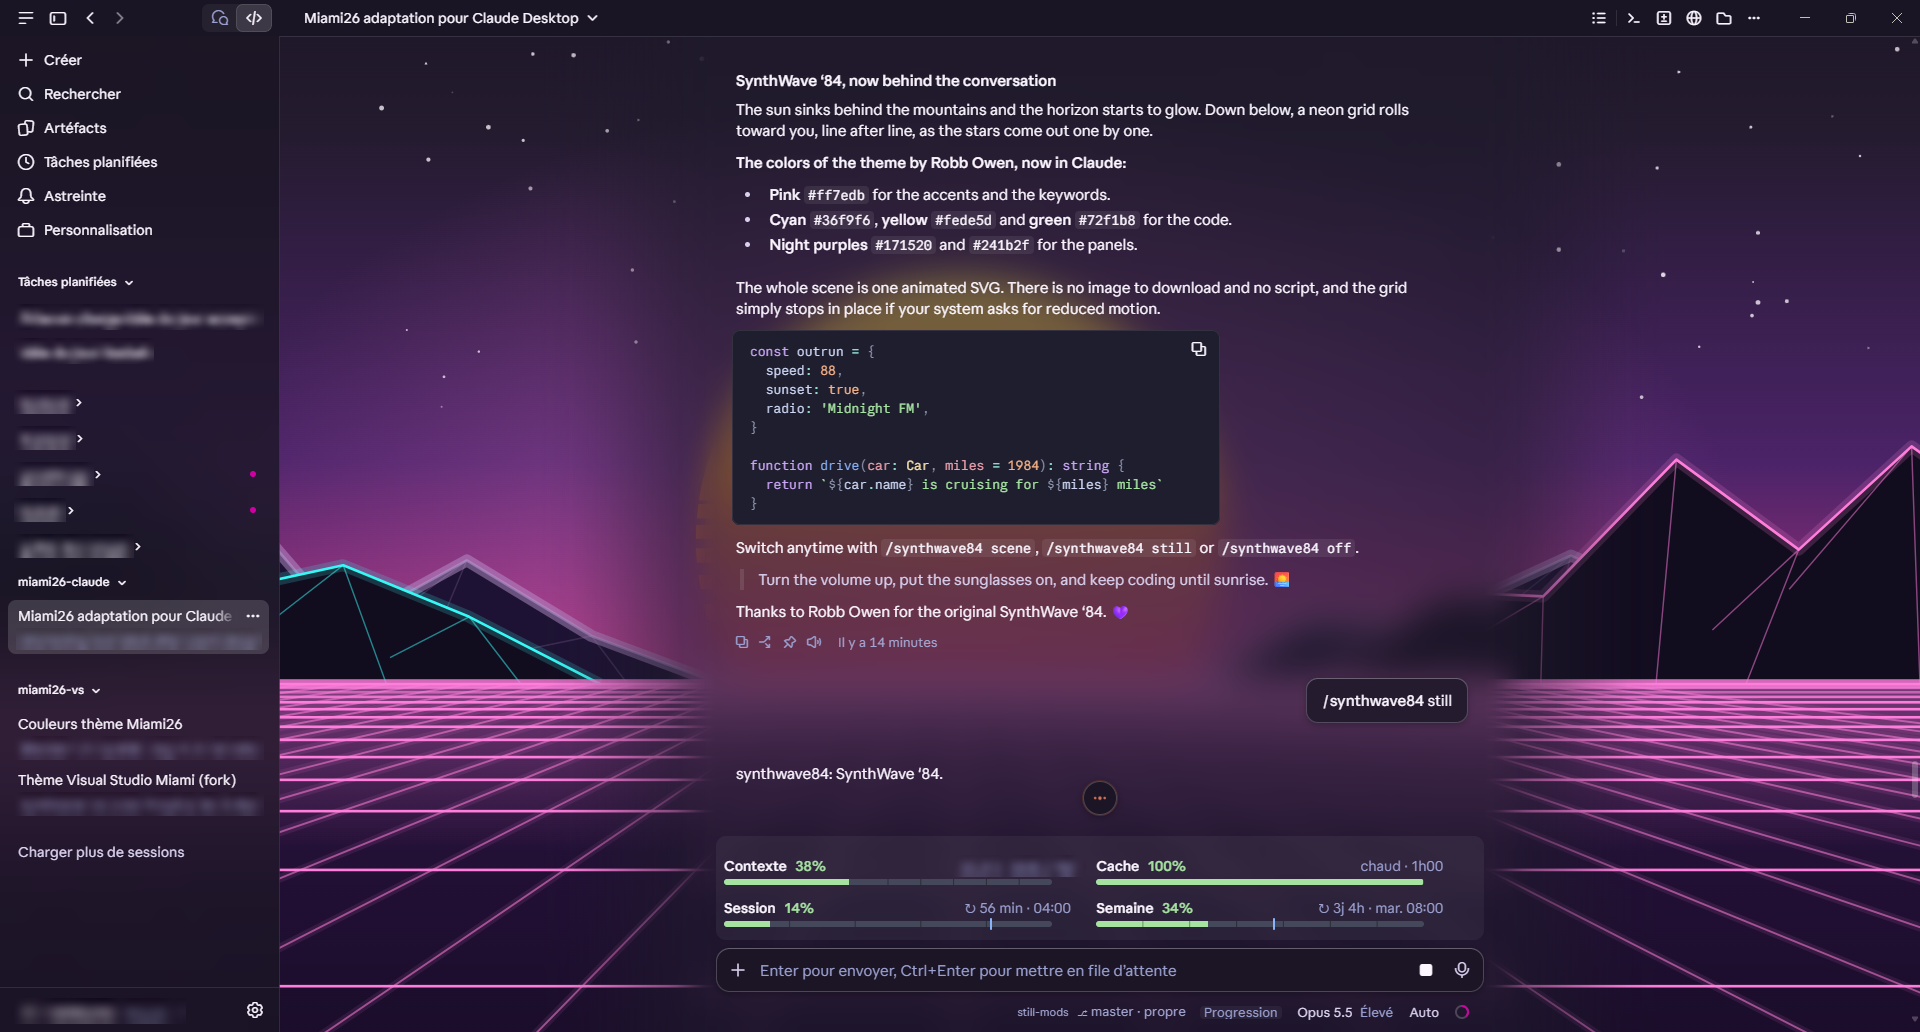 Miami26 adaptation pour Claude Desktop
Créer
Rechercher
Artéfacts
Tâches planifiées
Astreinte
Personnalisation
Tâches planifiées
miami26-claude
Miami26 adaptation pour Claude
miami26-vs
Couleurs thème Miami26
Thème Visual Studio Miami (fork)
Charger plus de sessions
SynthWave ‘84, now behind the conversation
The sun sinks behind the mountains and the horizon starts to glow. Down below, a neon grid rolls
toward you, line after line, as the stars come out one by one.
The colors of the theme by Robb Owen, now in Claude:
• Pink #ff7edb for the accents and the keywords.
• Cyan #36f9f6, yellow #fede5d and green #72f1b8 for the code.
• Night purples #171520 and #241b2f for the panels.
The whole scene is one animated SVG. There is no image to download and no script, and the grid
simply stops in place if your system asks for reduced motion.
const outrun = {
  speed: 88,
  sunset: true,
  radio: 'Midnight FM',
}
function drive(car: Car, miles = 1984): string {
  return `${car.name} is cruising for ${miles} miles`
}
Switch anytime with /synthwave84 scene, /synthwave84 still or /synthwave84 off.
Turn the volume up, put the sunglasses on, and keep coding until sunrise. 🌅
Thanks to Robb Owen for the original SynthWave ‘84. 💜
Il y a 14 minutes
/synthwave84 still
synthwave84: SynthWave '84.
Contexte 38%
Cache 100% chaud · 1h00
Session 14% ↻ 56 min · 04:00
Semaine 34% ↻ 3j 4h · mar. 08:00
Enter pour envoyer, Ctrl+Enter pour mettre en file d’attente
still-mods master · propre Progression Opus 5.5 Élevé Auto